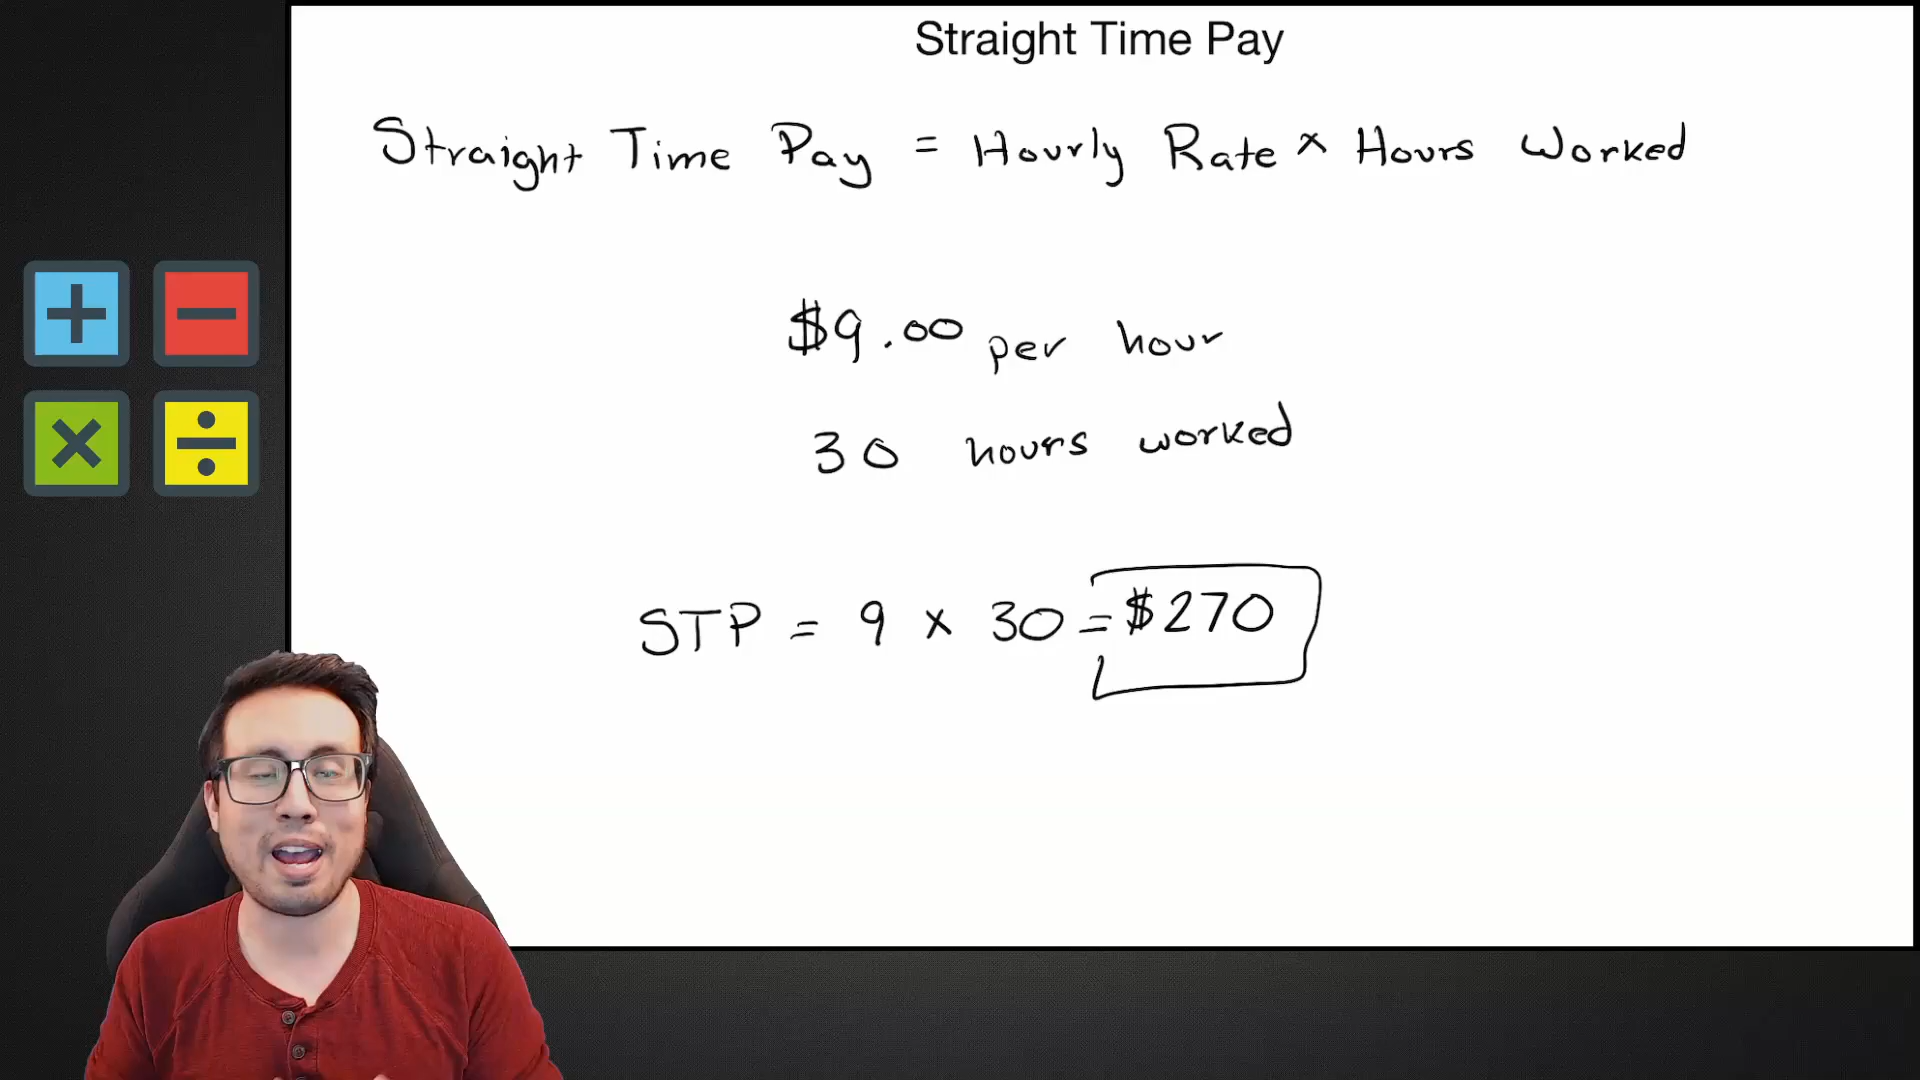 Straight Time Pay
Straight Time Pay = Hourly Rate × Hours Worked
$9.00 per hour
30 hours worked
STP = 9 × 30 = $270